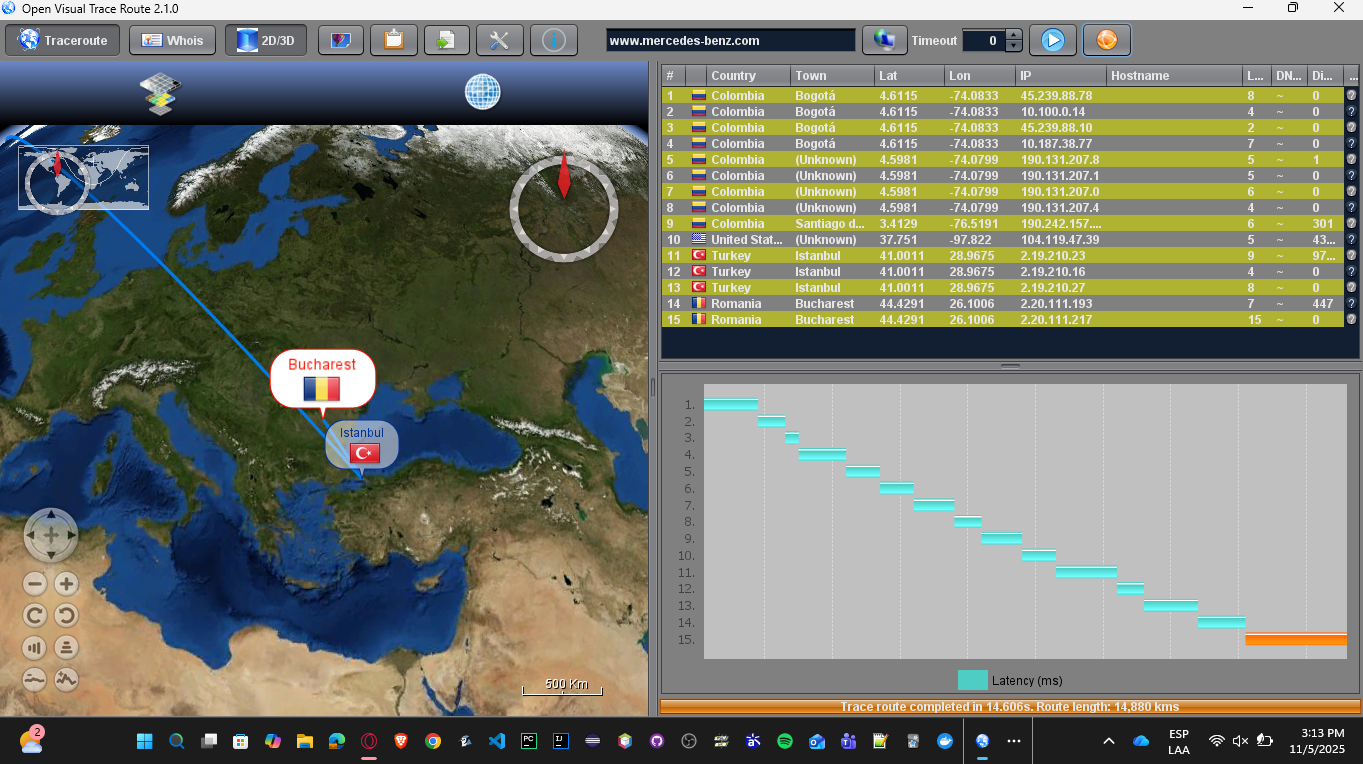 Open Visual Trace Route 2.1.0
Traceroute Whois 2D/3D www.mercedes-benz.com Timeout 0
# Country Town Lat Lon IP Hostname L... DN... Di... ...
1 Colombia Bogotá 4.6115 -74.0833 45.239.88.78 8 ~ 0 ?
2 Colombia Bogotá 4.6115 -74.0833 10.100.0.14 4 ~ 0 ?
3 Colombia Bogotá 4.6115 -74.0833 45.239.88.10 2 ~ 0 ?
4 Colombia Bogotá 4.6115 -74.0833 10.187.38.77 7 ~ 0 ?
5 Colombia (Unknown) 4.5981 -74.0799 190.131.207.8 5 ~ 1 ?
6 Colombia (Unknown) 4.5981 -74.0799 190.131.207.1 5 ~ 0 ?
7 Colombia (Unknown) 4.5981 -74.0799 190.131.207.0 6 ~ 0 ?
8 Colombia (Unknown) 4.5981 -74.0799 190.131.207.4 4 ~ 0 ?
9 Colombia Santiago d... 3.4129 -76.5191 190.242.157.... 6 ~ 301 ?
10 United Stat... (Unknown) 37.751 -97.822 104.119.47.39 5 ~ 43... ?
11 Turkey Istanbul 41.0011 28.9675 2.19.210.23 9 ~ 97... ?
12 Turkey Istanbul 41.0011 28.9675 2.19.210.16 4 ~ 0 ?
13 Turkey Istanbul 41.0011 28.9675 2.19.210.27 8 ~ 0 ?
14 Romania Bucharest 44.4291 26.1006 2.20.111.193 7 ~ 447 ?
15 Romania Bucharest 44.4291 26.1006 2.20.111.217 15 ~ 0 ?
Bucharest
Istanbul
500 Km
1.
2.
3.
4.
5.
6.
7.
8.
9.
10.
11.
12.
13.
14.
15.
Latency (ms)
Trace route completed in 14.606s. Route length: 14,880 kms
2
PC
IJ
ESP
LAA
3:13 PM
11/5/2025